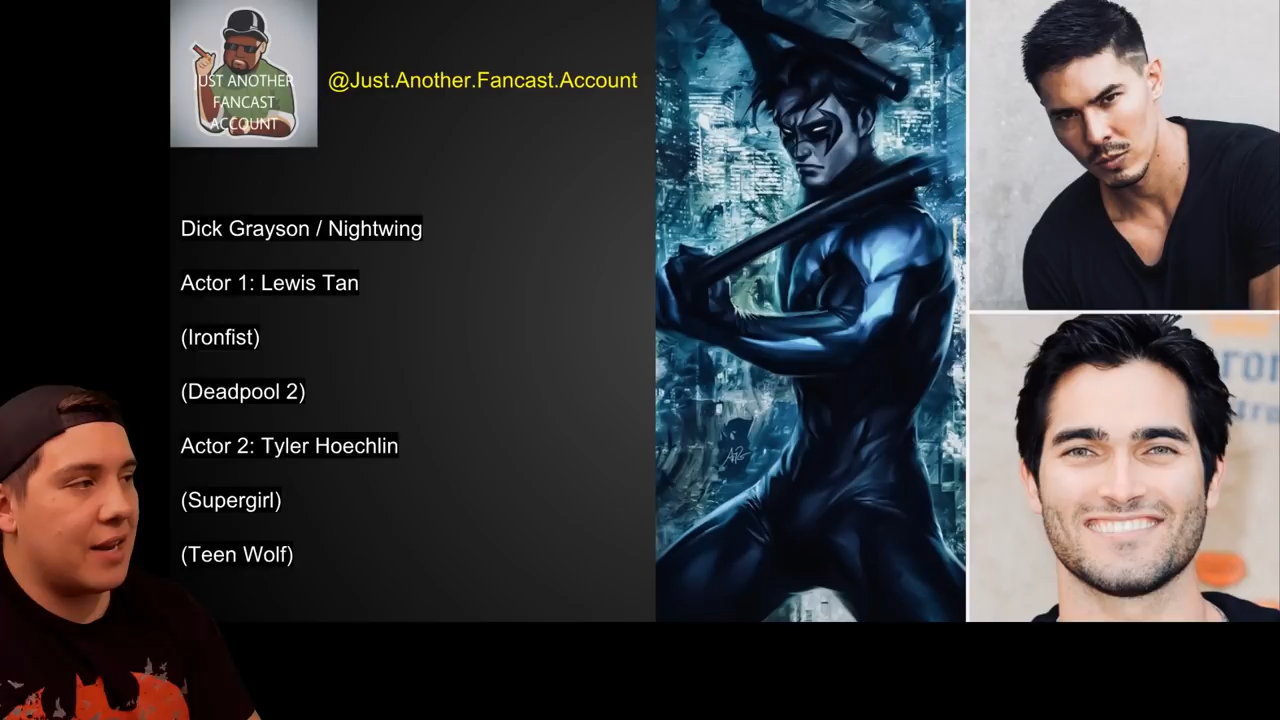 JUST ANOTHER
FANCAST
ACCOUNT
@Just.Another.Fancast.Account
Dick Grayson / Nightwing
Actor 1: Lewis Tan
(Ironfist)
(Deadpool 2)
Actor 2: Tyler Hoechlin
(Supergirl)
(Teen Wolf)